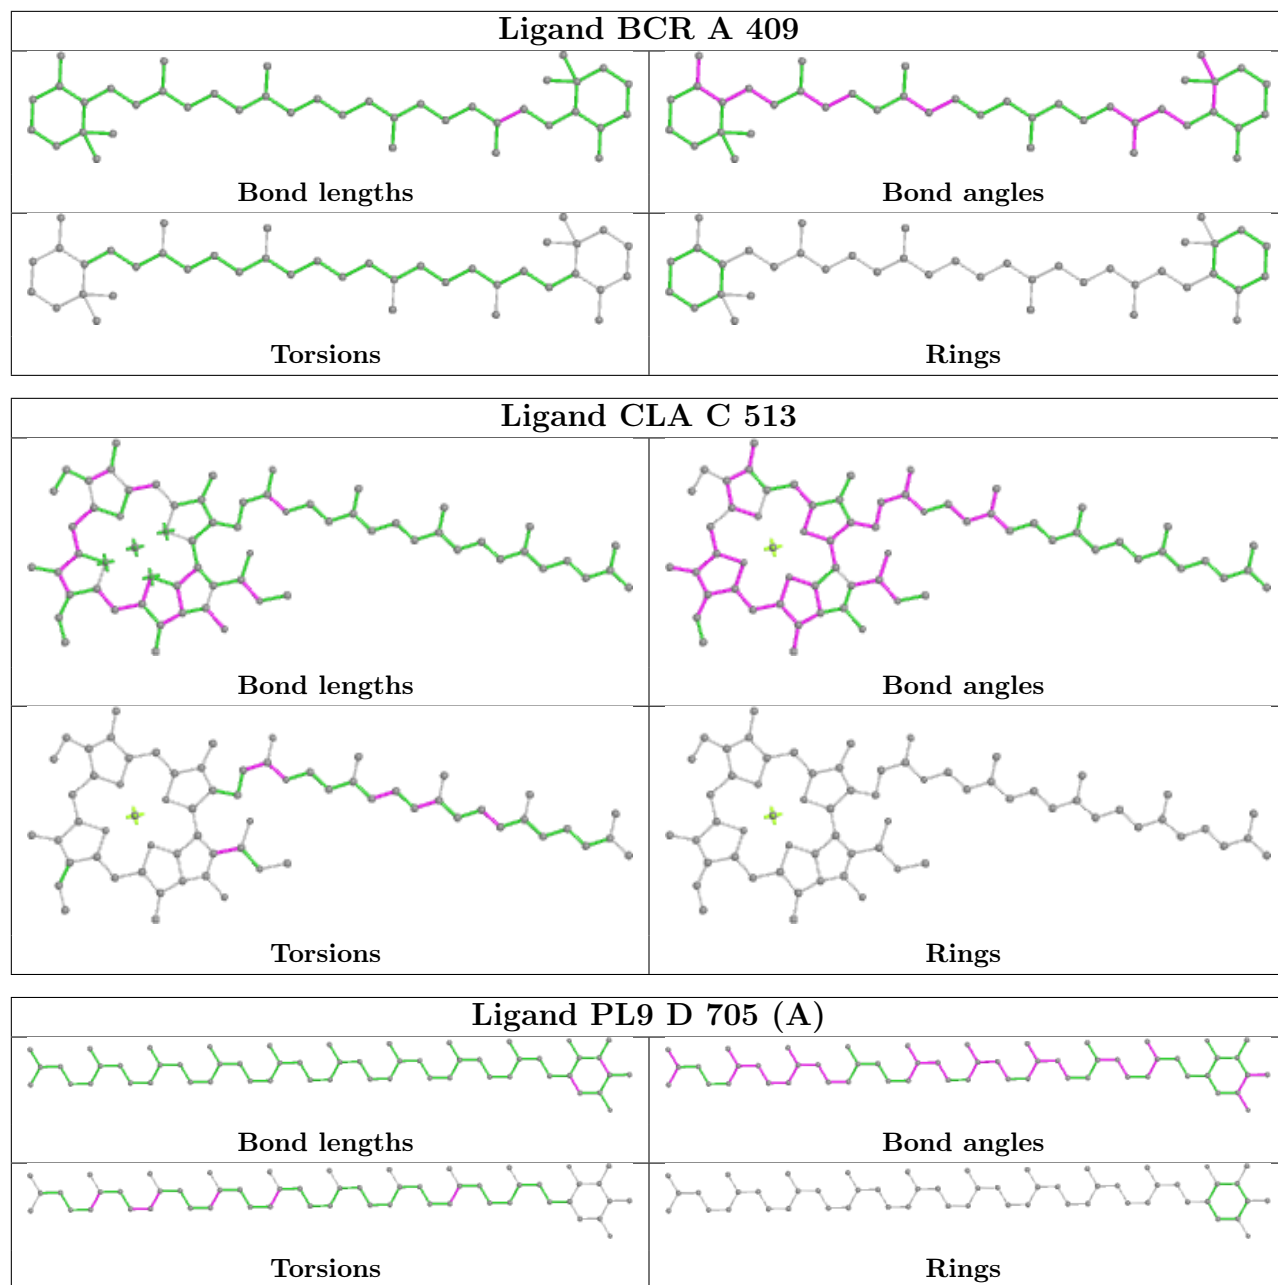 Ligand BCR A 409
Bond lengths
Bond angles
Torsions
Rings
Ligand CLA C 513
Bond lengths
Bond angles
Torsions
Rings
Ligand PL9 D 705 (A)
Bond lengths
Bond angles
Torsions
Rings